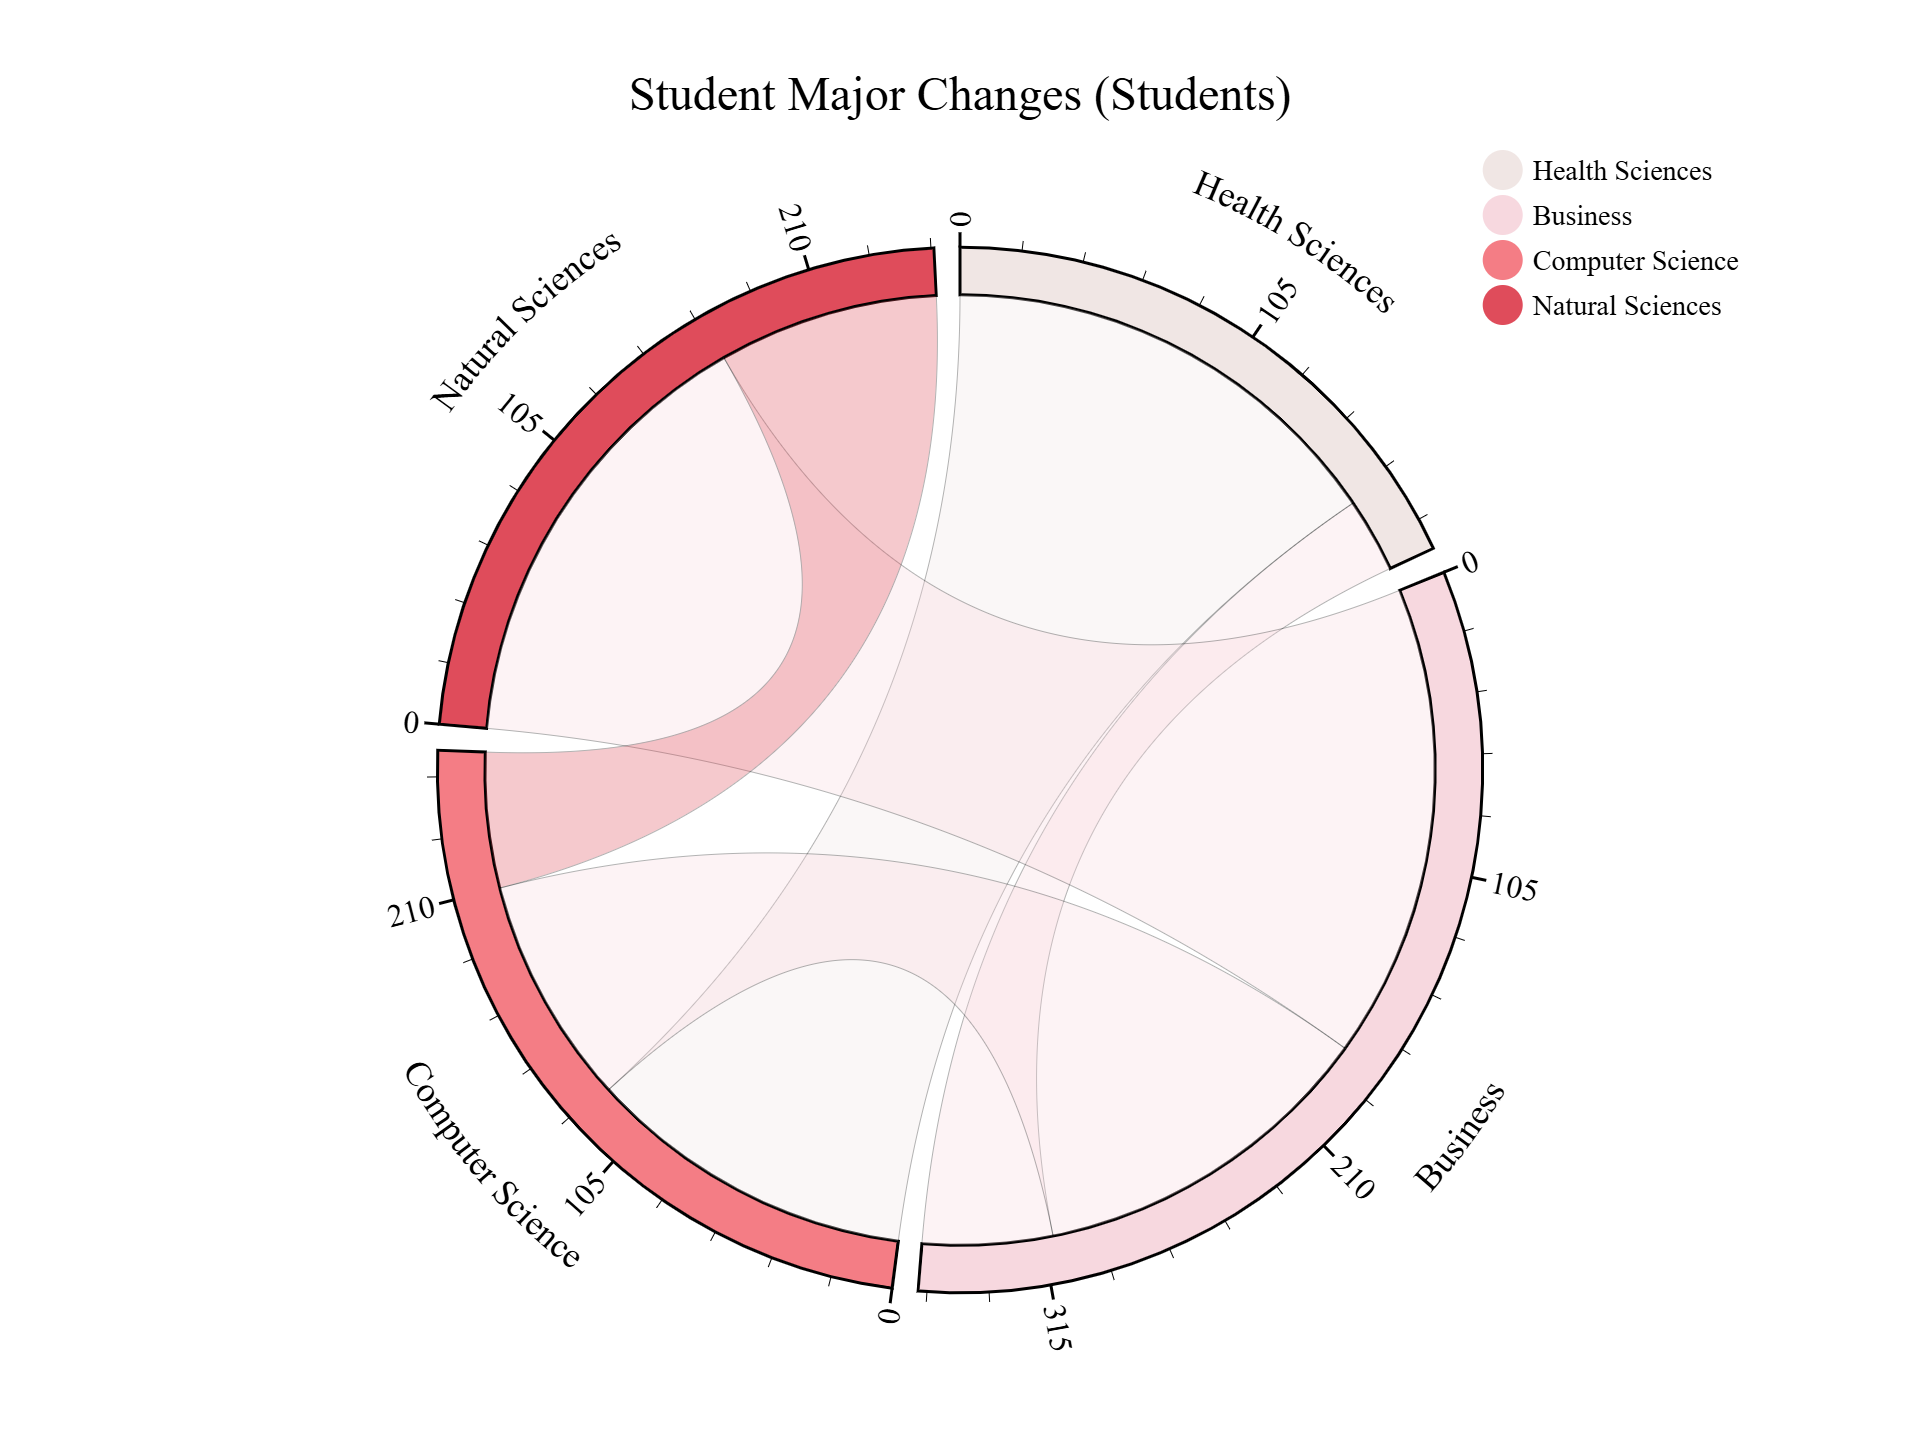 Student Major Changes (Students)
Health Sciences
Business
Computer Science
Natural Sciences
0
105
Health Sciences
0
105
210
315
Business
0
105
210
Computer Science
0
105
210
Natural Sciences